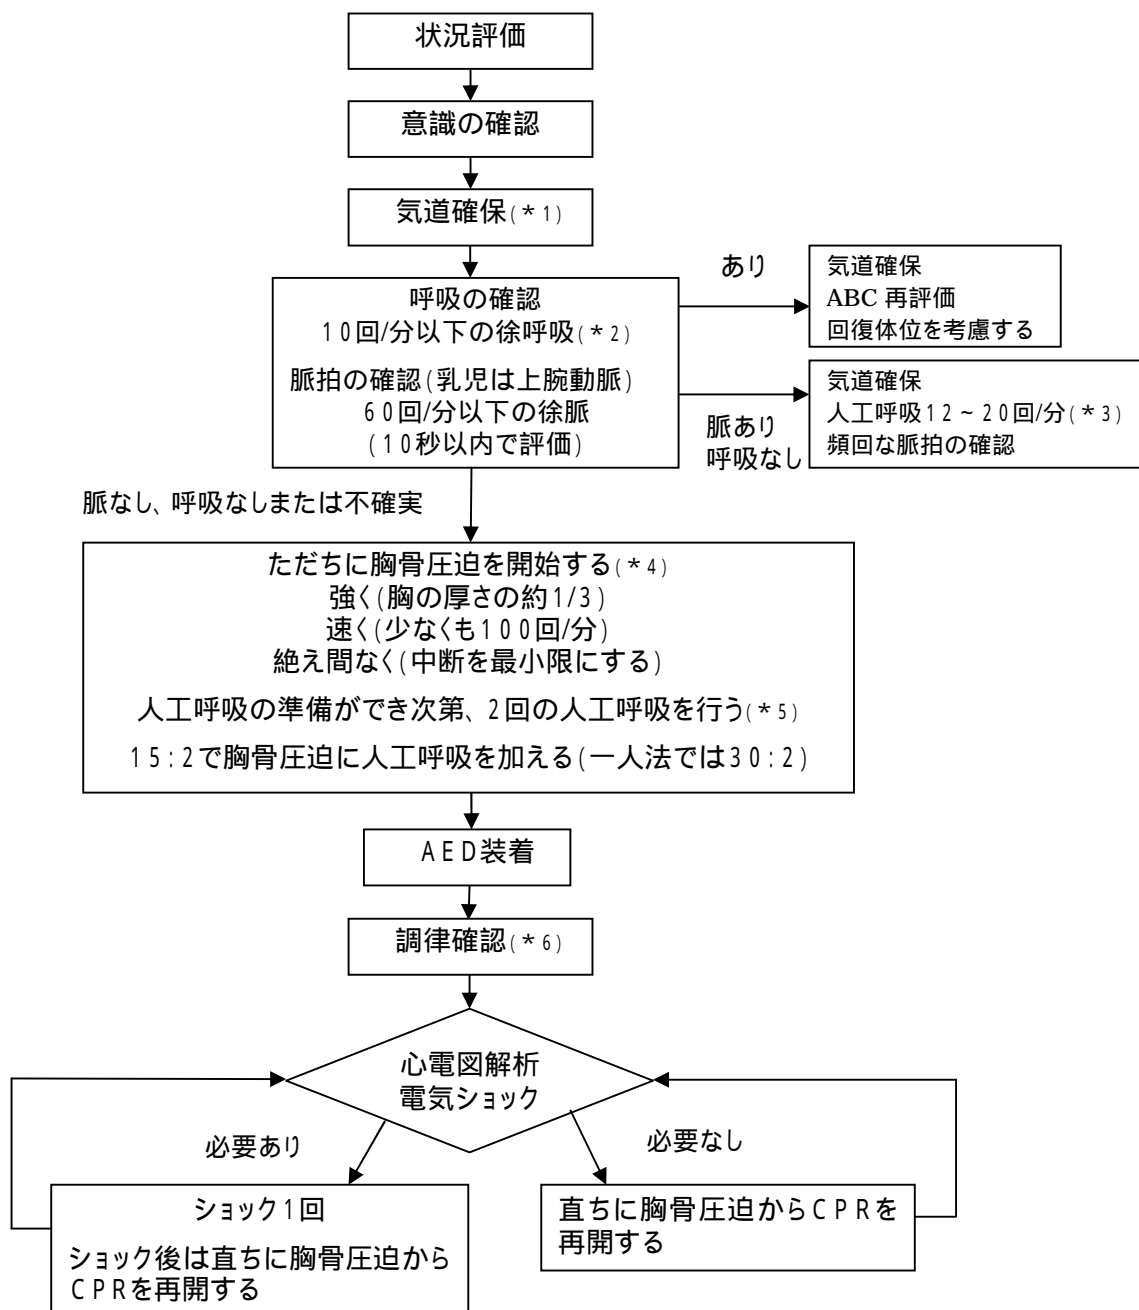 状況評価
意識の確認
気道確保(*1)
呼吸の確認
10回/分以下の徐呼吸(*2)
脈拍の確認(乳児は上腕動脈)
60回/分以下の徐脈
(10秒以内で評価)
あり
気道確保
ABC 再評価
回復体位を考慮する
脈あり
呼吸なし
気道確保
人工呼吸12~20回/分(*3)
頻回な脈拍の確認
脈なし、呼吸なしまたは不確実
ただちに胸骨圧迫を開始する(*4)
強く(胸の厚さの約1/3)
速く(少なくも100回/分)
絶え間なく(中断を最小限にする)
人工呼吸の準備ができ次第、2回の人工呼吸を行う(*5)
15:2で胸骨圧迫に人工呼吸を加える(一人法では30:2)
AED装着
調律確認(*6)
心電図解析
電気ショック
必要あり
必要なし
ショック1回
ショック後は直ちに胸骨圧迫から
CPRを再開する
直ちに胸骨圧迫からCPRを
再開する